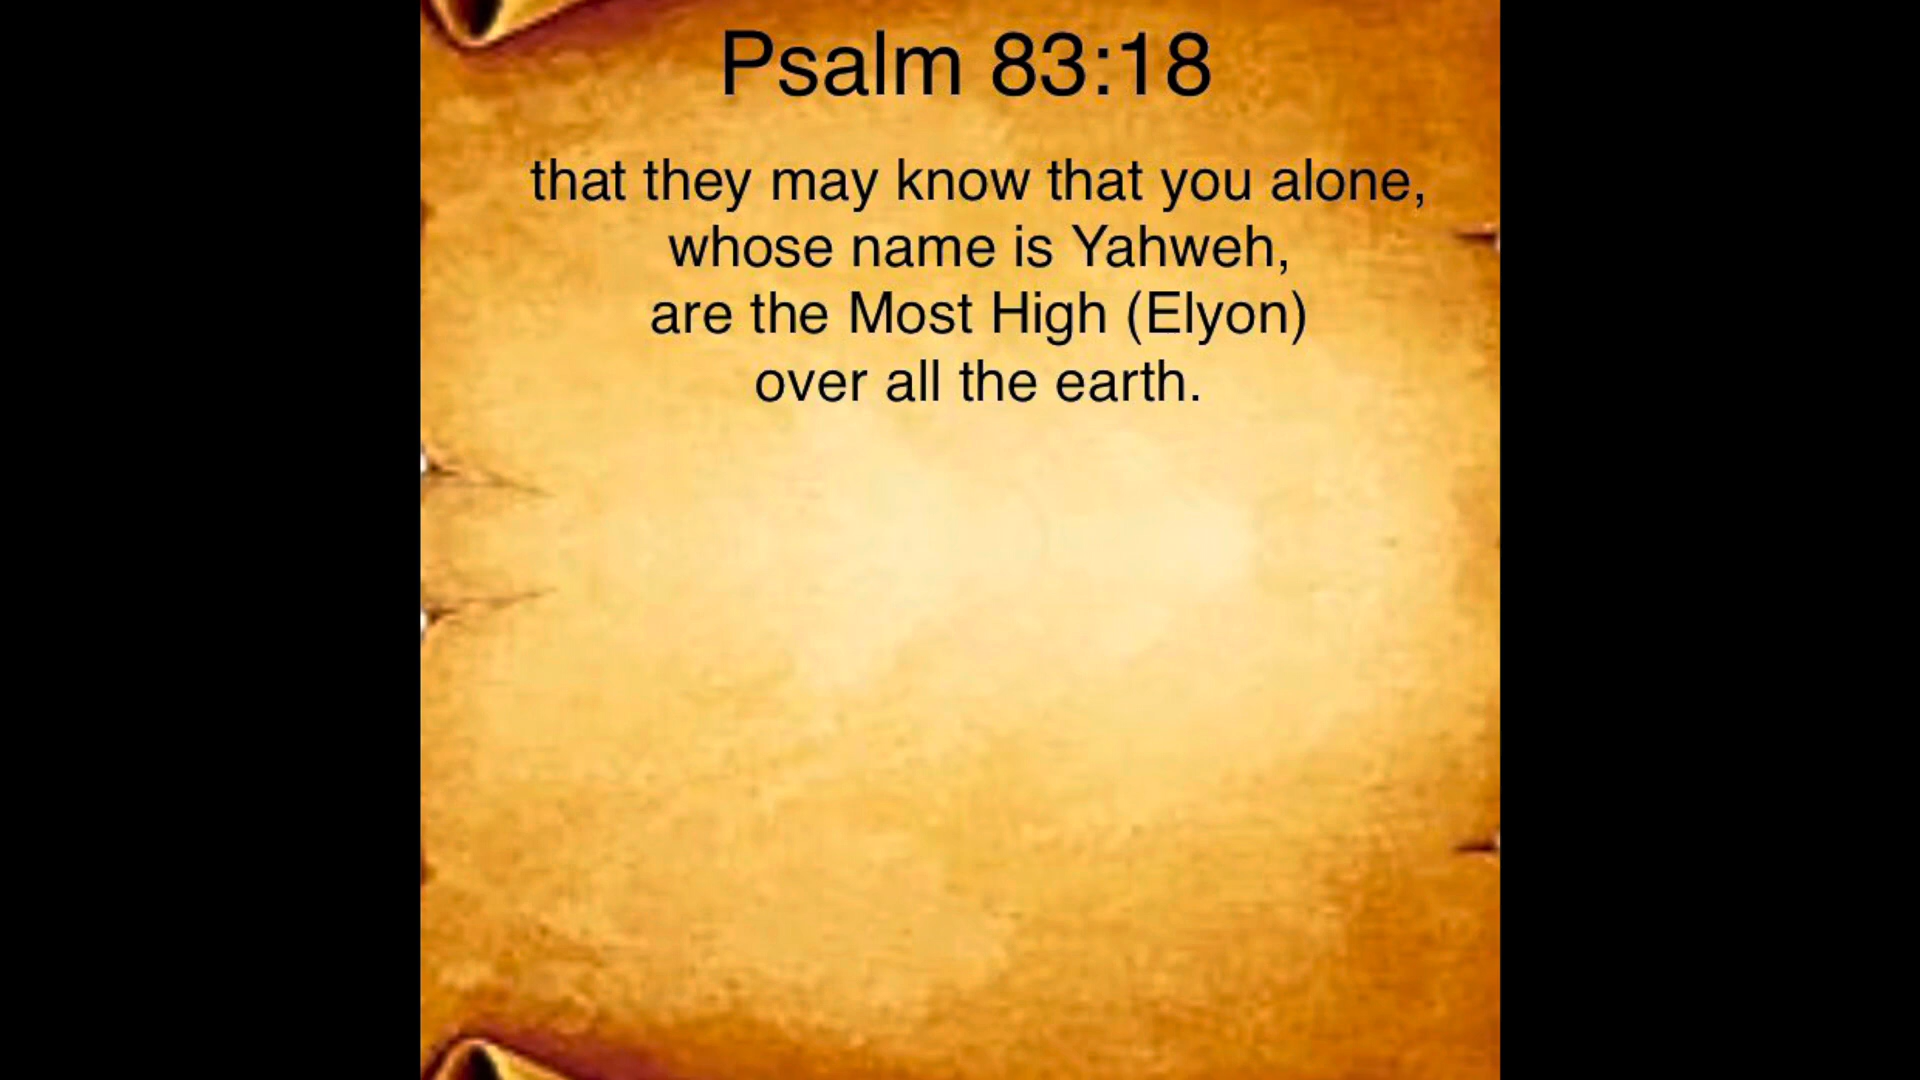 Psalm 83:18
that they may know that you alone,
whose name is Yahweh,
are the Most High (Elyon)
over all the earth.